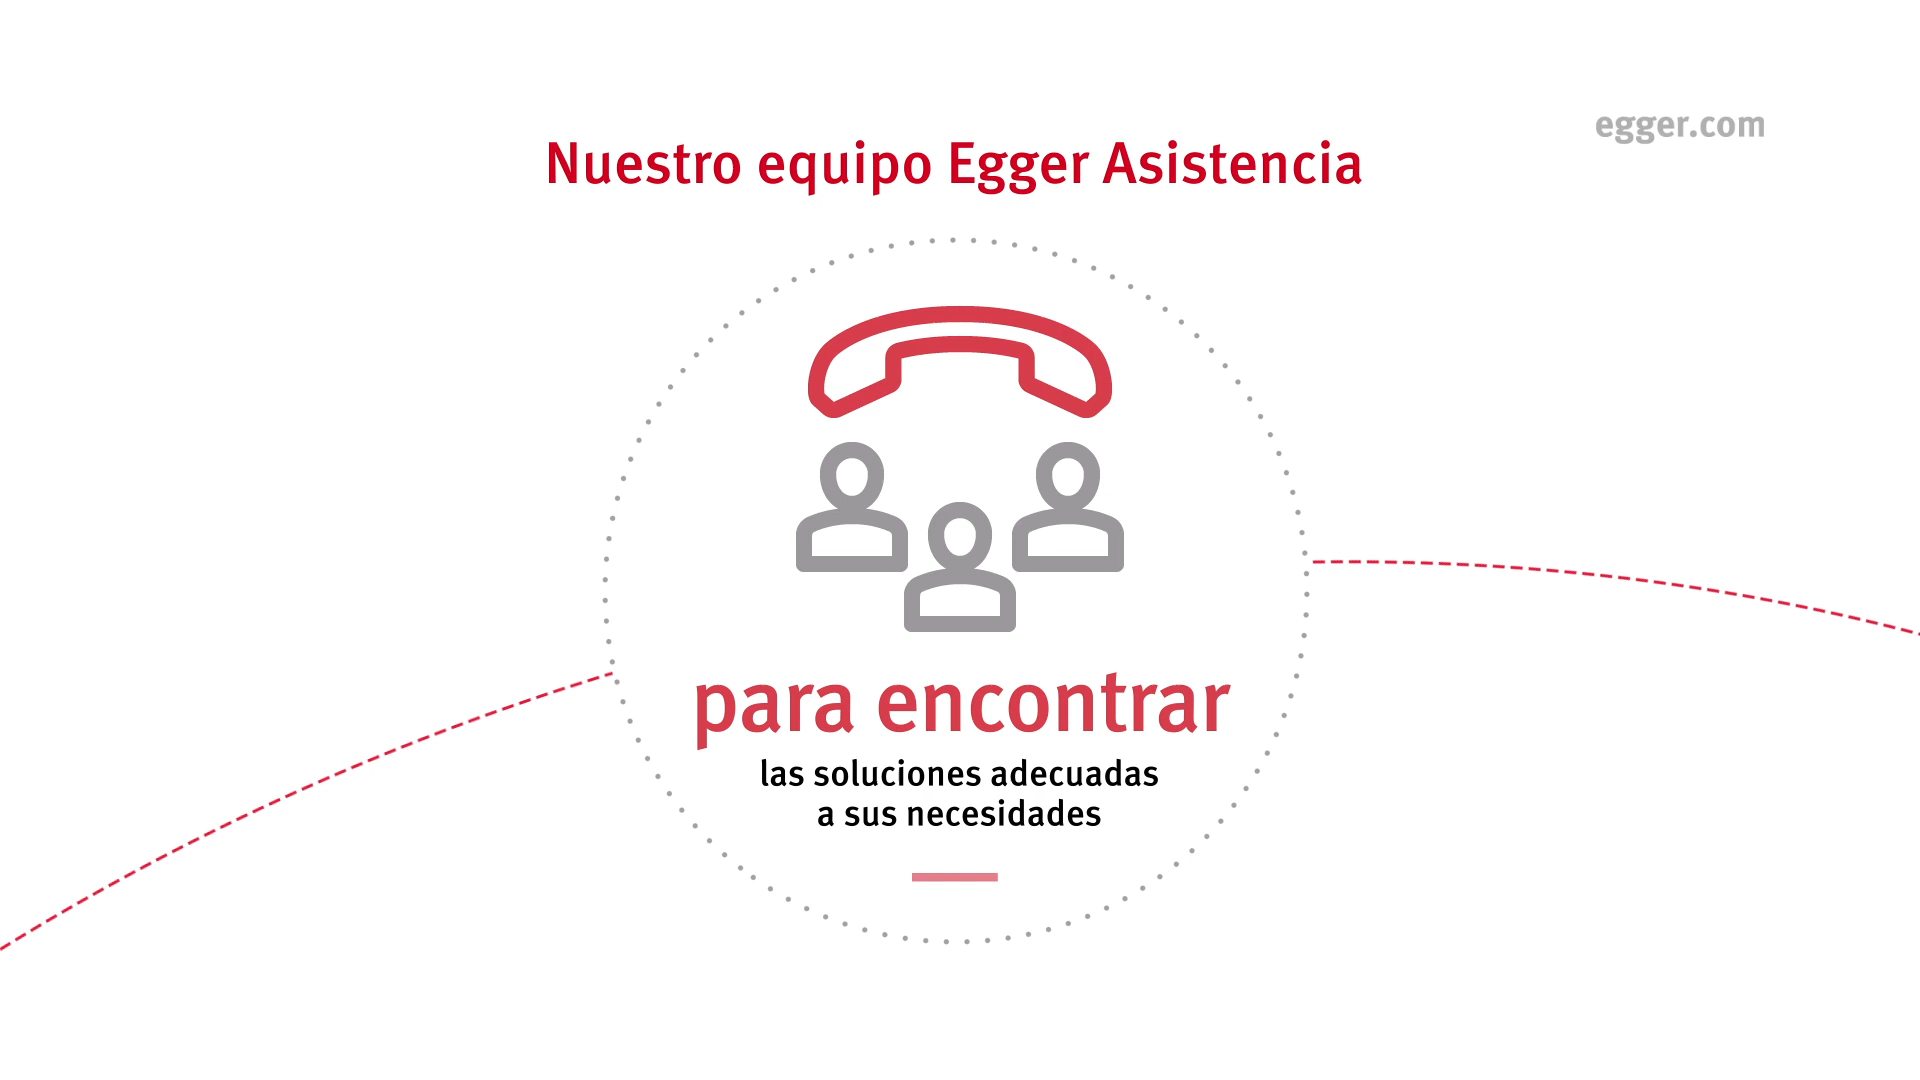 egger.com
Nuestro equipo Egger Asistencia
para encontrar
las soluciones adecuadas
a sus necesidades